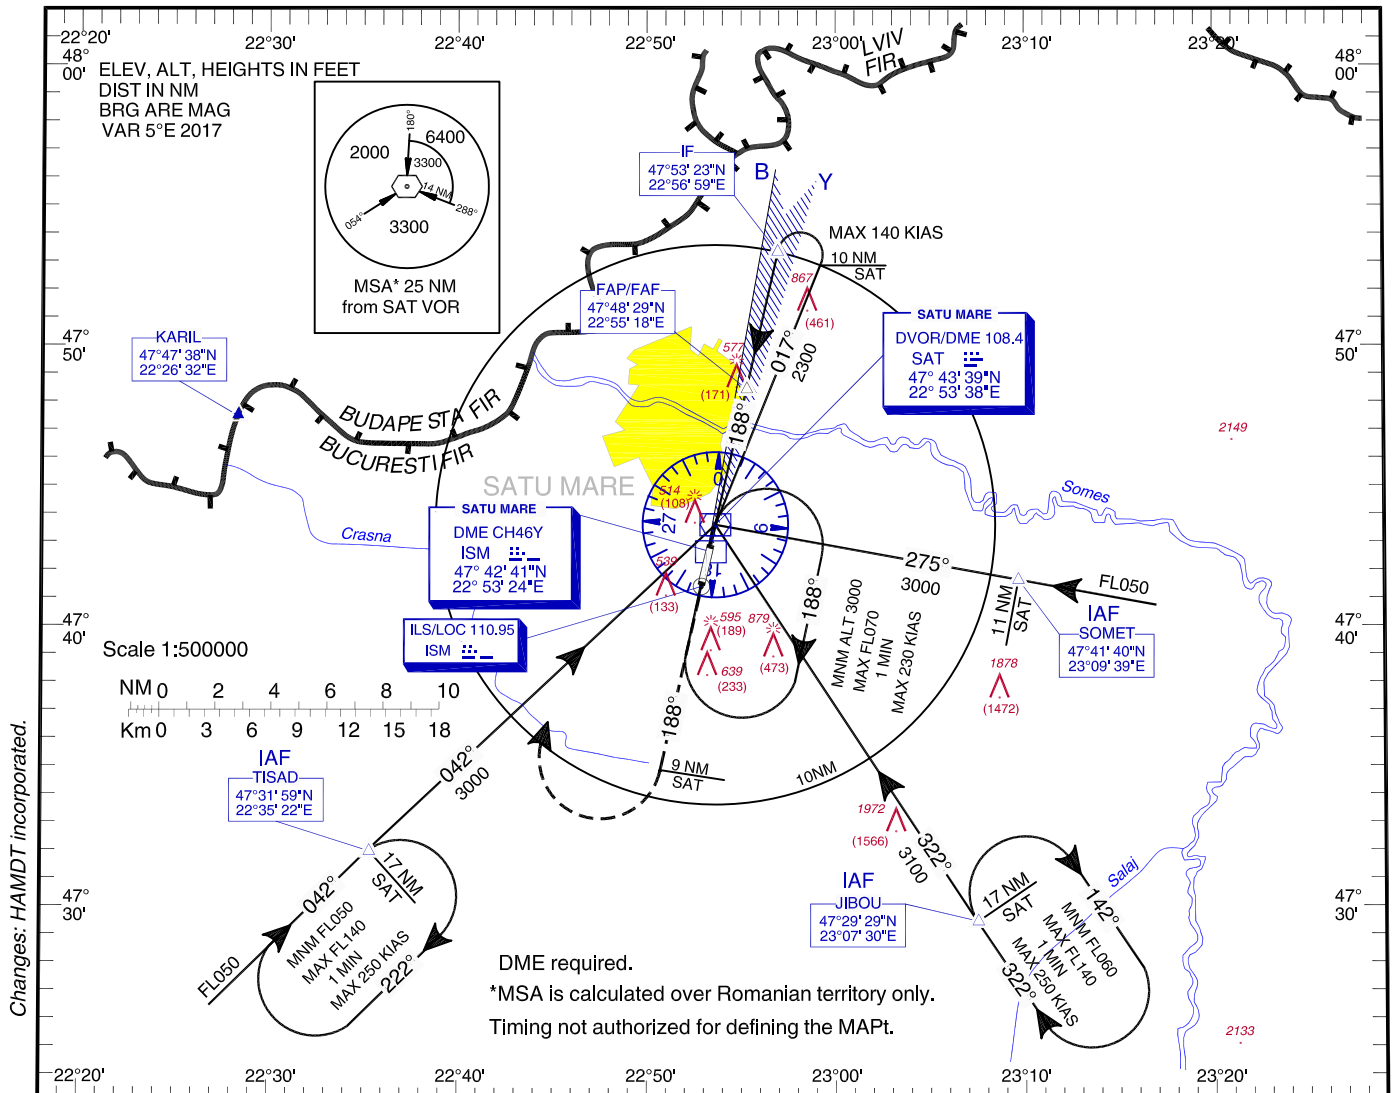 22°20'
22°30'
22°40'
22°50'
23°00'
23°10'
23°20'
48°
00'
48°
00'
ELEV, ALT, HEIGHTS IN FEET
DIST IN NM
BRG ARE MAG
VAR 5°E 2017
180°
6400
2000
3300
14 NM
054°
288°
3300
MSA* 25 NM
from SAT VOR
LVIV
FIR
IF
47°53' 23"N
22°56' 59"E
B
Y
MAX 140 KIAS
10 NM
SAT
867
(461)
FAP/FAF
47°48' 29"N
22°55' 18"E
017°
2300
SATU MARE
DVOR/DME 108.4
SAT
47° 43' 39"N
22° 53' 38"E
KARIL
47°47' 38"N
22°26' 32"E
47°
50'
47°
50'
577
(171)
188°
BUDAPESTA FIR
BUCURESTI FIR
2149
SATU MARE
514
(108)
0
27
9
18
Somes
Crasna
SATU MARE
DME CH46Y
ISM
47° 42' 41"N
22° 53' 24"E
539
(133)
275°
3000
FL050
11 NM
SAT
IAF
SOMET
47°41' 40"N
23°09' 39"E
188°
MNM ALT 3000
MAX FL070
1 MIN
MAX 230 KIAS
595
(189)
879
(473)
639
(233)
ILS/LOC 110.95
ISM
47°
40'
47°
40'
1878
(1472)
Scale 1:500000
NM 0 2 4 6 8 10
Km 0 3 6 9 12 15 18
188°
042°
3000
9 NM
SAT
10NM
IAF
TISAD
47°31' 59"N
22°35' 22"E
1972
(1566)
322°
3100
17 NM
SAT
042°
MNM FL050
MAX FL140
1 MIN
MAX 250 KIAS
222°
FL050
IAF
JIBOU
47°29' 29"N
23°07' 30"E
17 NM
SAT
Salaj
142°
MNM FL060
MAX FL140
1 MIN
MAX 250 KIAS
322°
47°
30'
47°
30'
DME required.
*MSA is calculated over Romanian territory only.
Timing not authorized for defining the MAPt.
2133
Changes: HAMDT incorporated.
22°20'
22°30'
22°40'
22°50'
23°00'
23°10'
23°20'